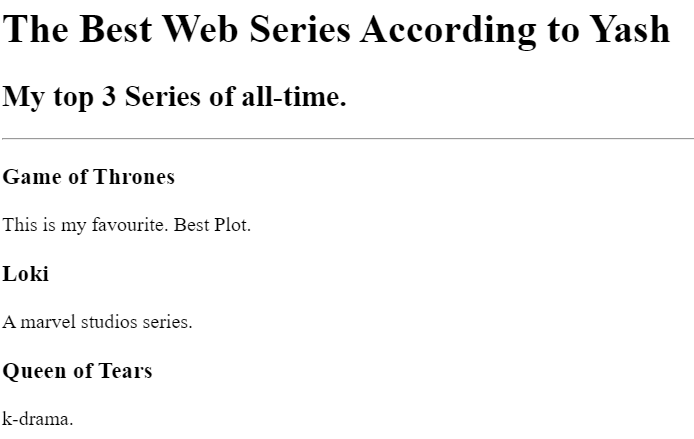 The Best Web Series According to Yash
My top 3 Series of all-time.
Game of Thrones
This is my favourite. Best Plot.
Loki
A marvel studios series.
Queen of Tears
k-drama.